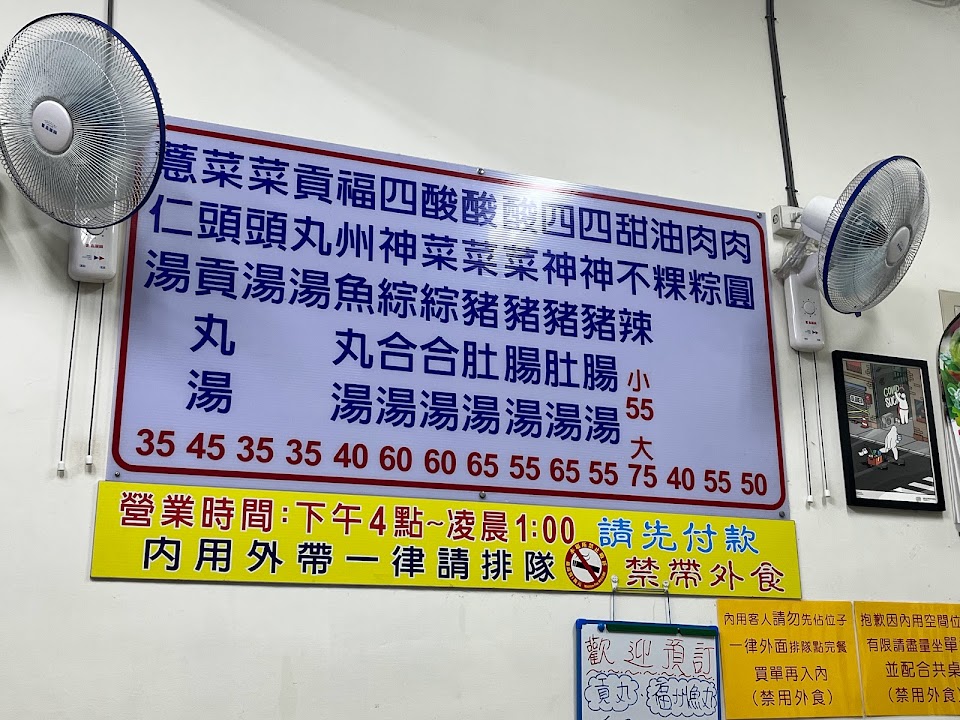 肉圓 50
肉粽 55
油粿 40
甜不辣 小 55 大 75
四神豬腸湯 55
四神豬肚湯 65
酸菜豬腸湯 55
酸菜豬肚湯 65
酸菜綜合湯 60
四神綜合湯 60
福州魚丸湯 40
貢丸湯 35
菜頭湯 35
菜頭貢丸湯 45
薏仁湯 35
營業時間:下午4點~凌晨1:00 請先付款
內用外帶一律請排隊 禁帶外食
歡迎預訂
貢丸、福州魚丸
內用客人請勿先佔位子
一律外面排隊點完餐
買單再入內
(禁用外食)
抱歉因內用空間位
有限請盡量坐單
並配合共桌
(禁用外食)